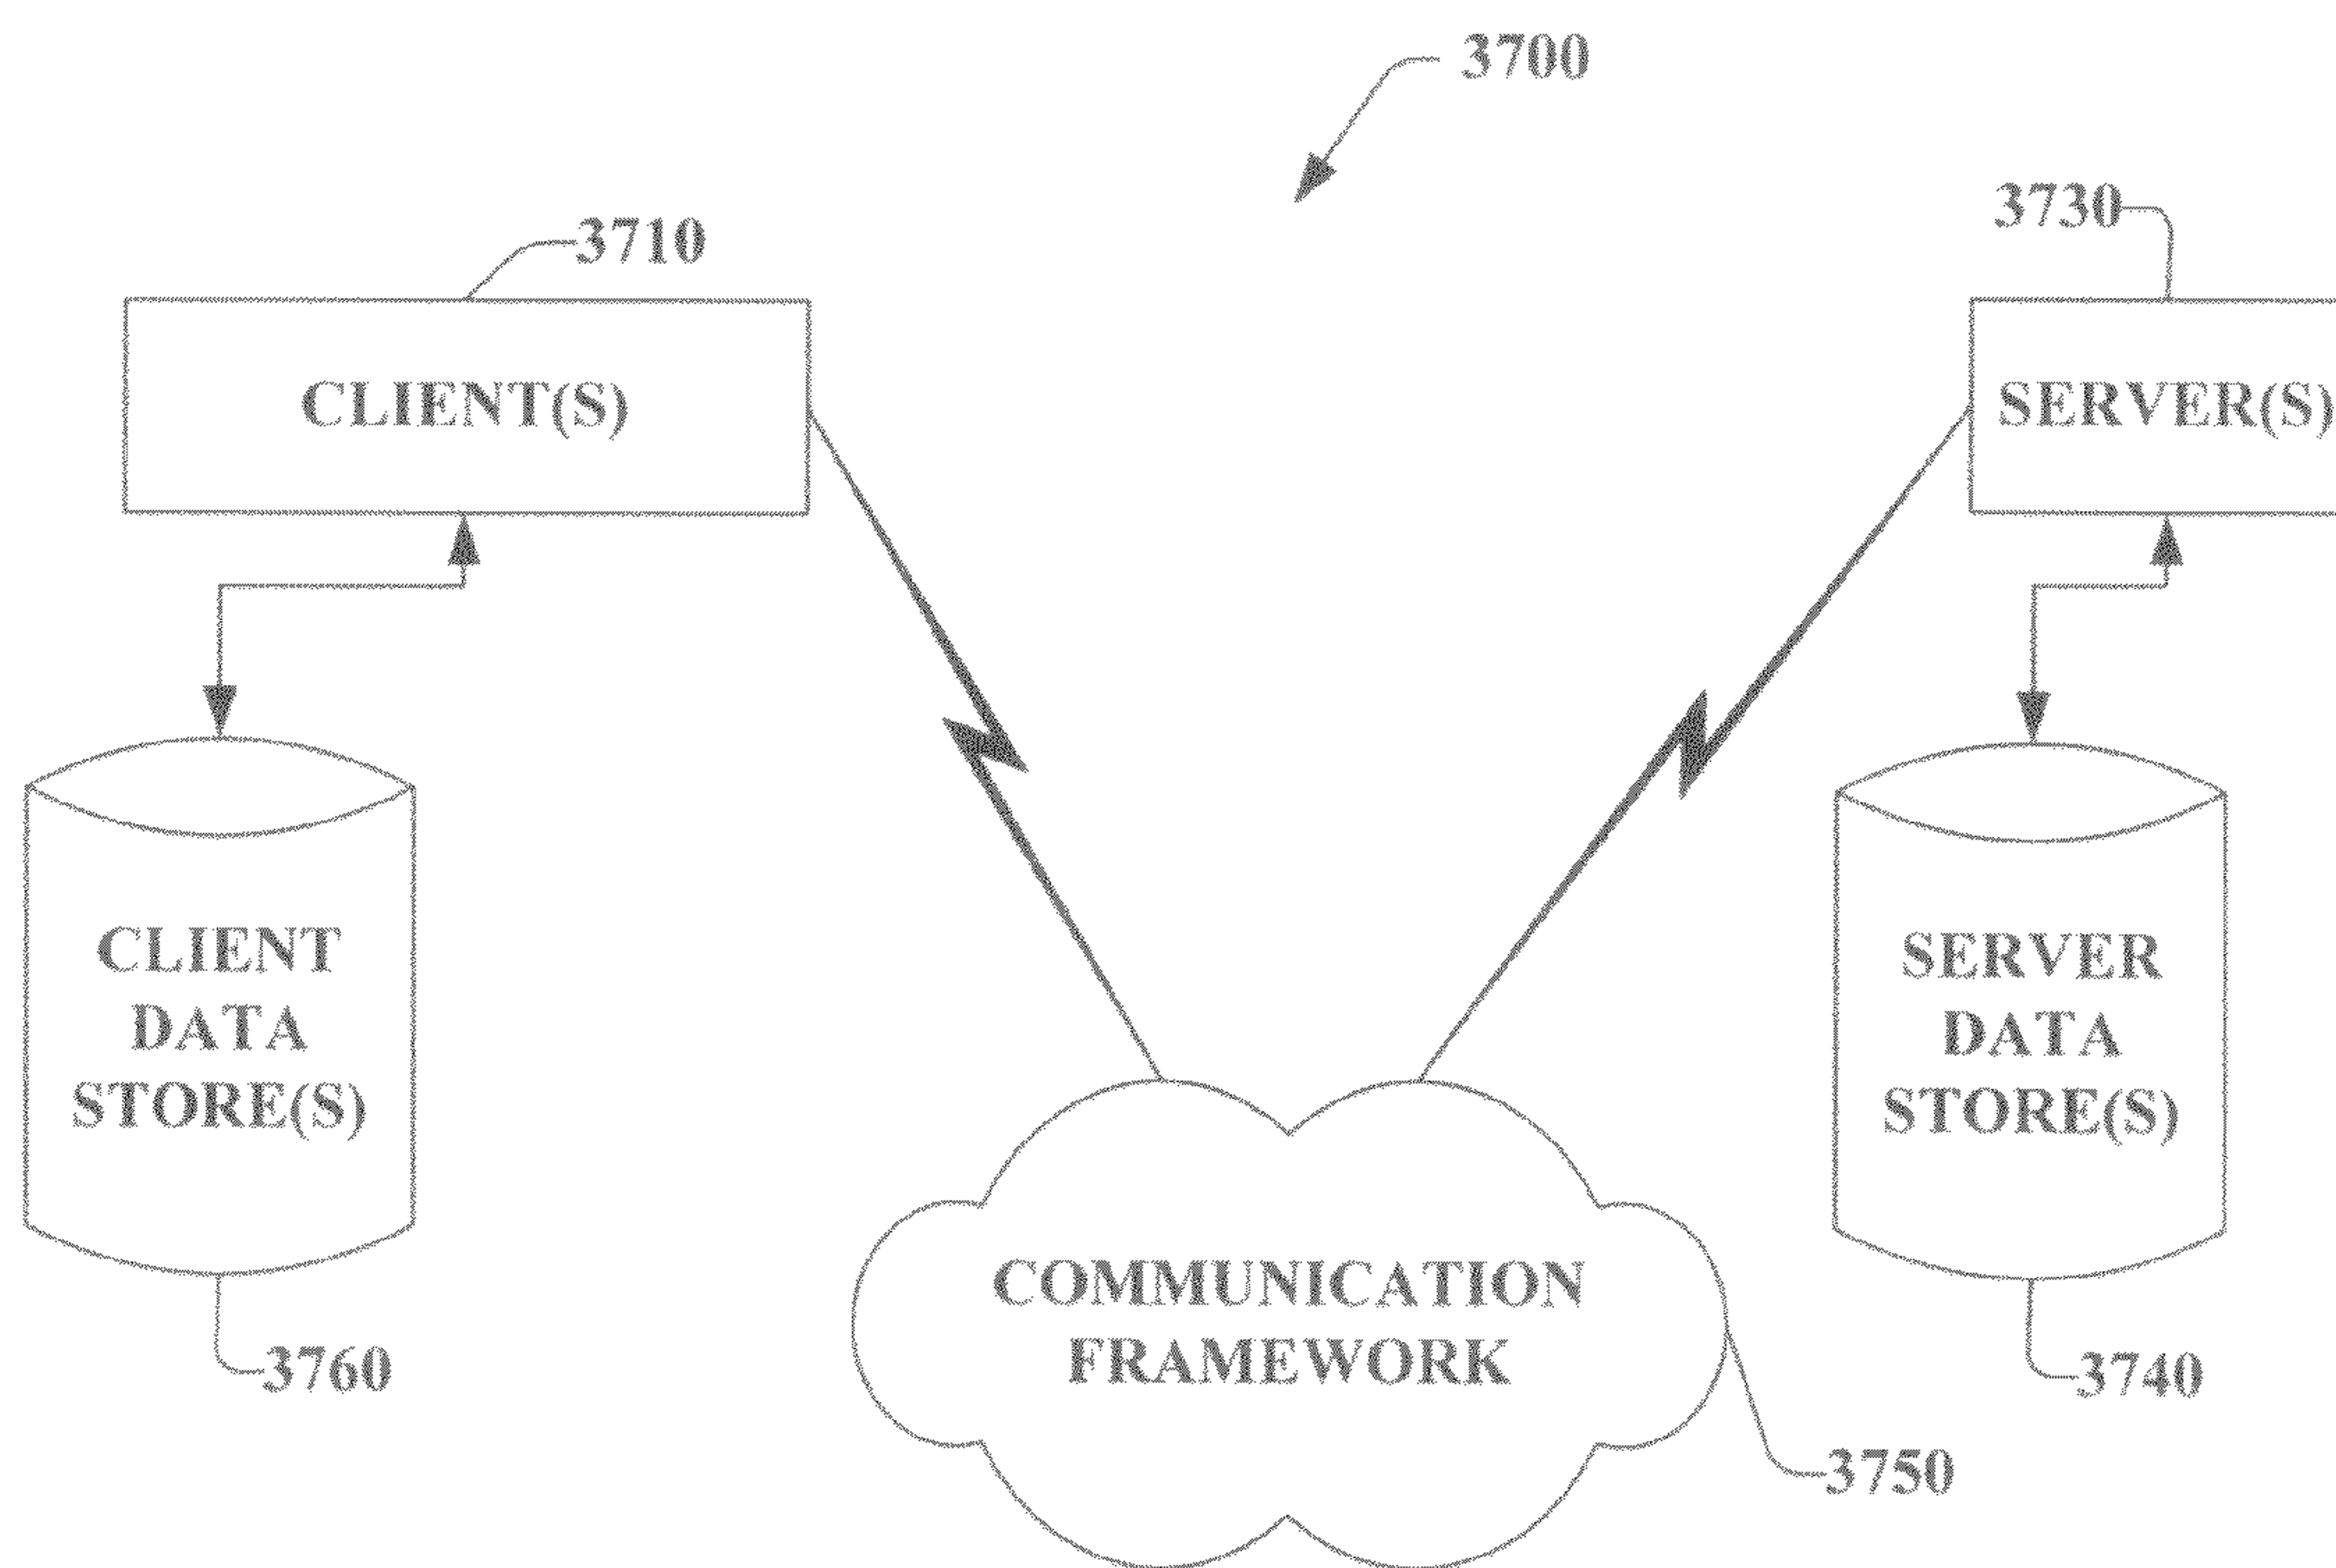 3700
3710
3730
CLIENT(S)
SERVER(S)
CLIENT
DATA
STORE(S)
SERVER
DATA
STORE(S)
COMMUNICATION
FRAMEWORK
3760
3740
3750